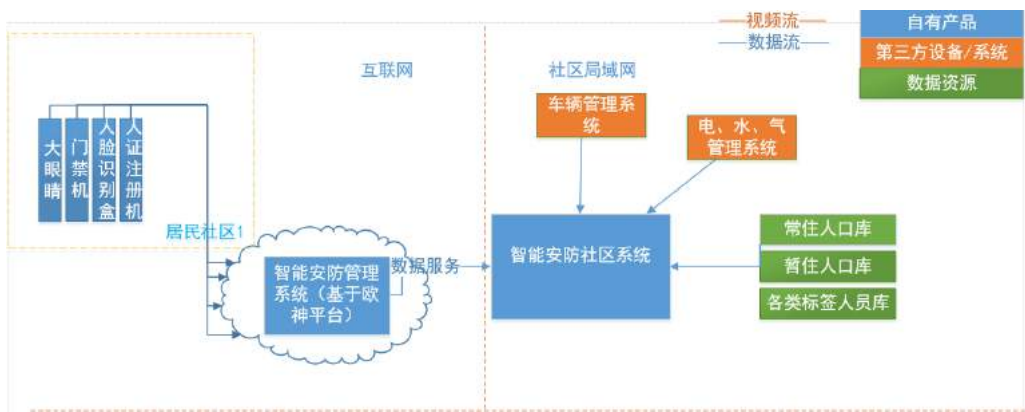 视频流
数据流
自有产品
第三方设备/系统
数据资源
互联网
社区局域网
车辆管理系
统
电、水、气
管理系统
大眼睛
门禁机
人脸识别盒
人证注册机
居民社区1
智能安防管理
系统（基于欧
神平台）
数据服务
智能安防社区系统
常住人口库
暂住人口库
各类标签人员库